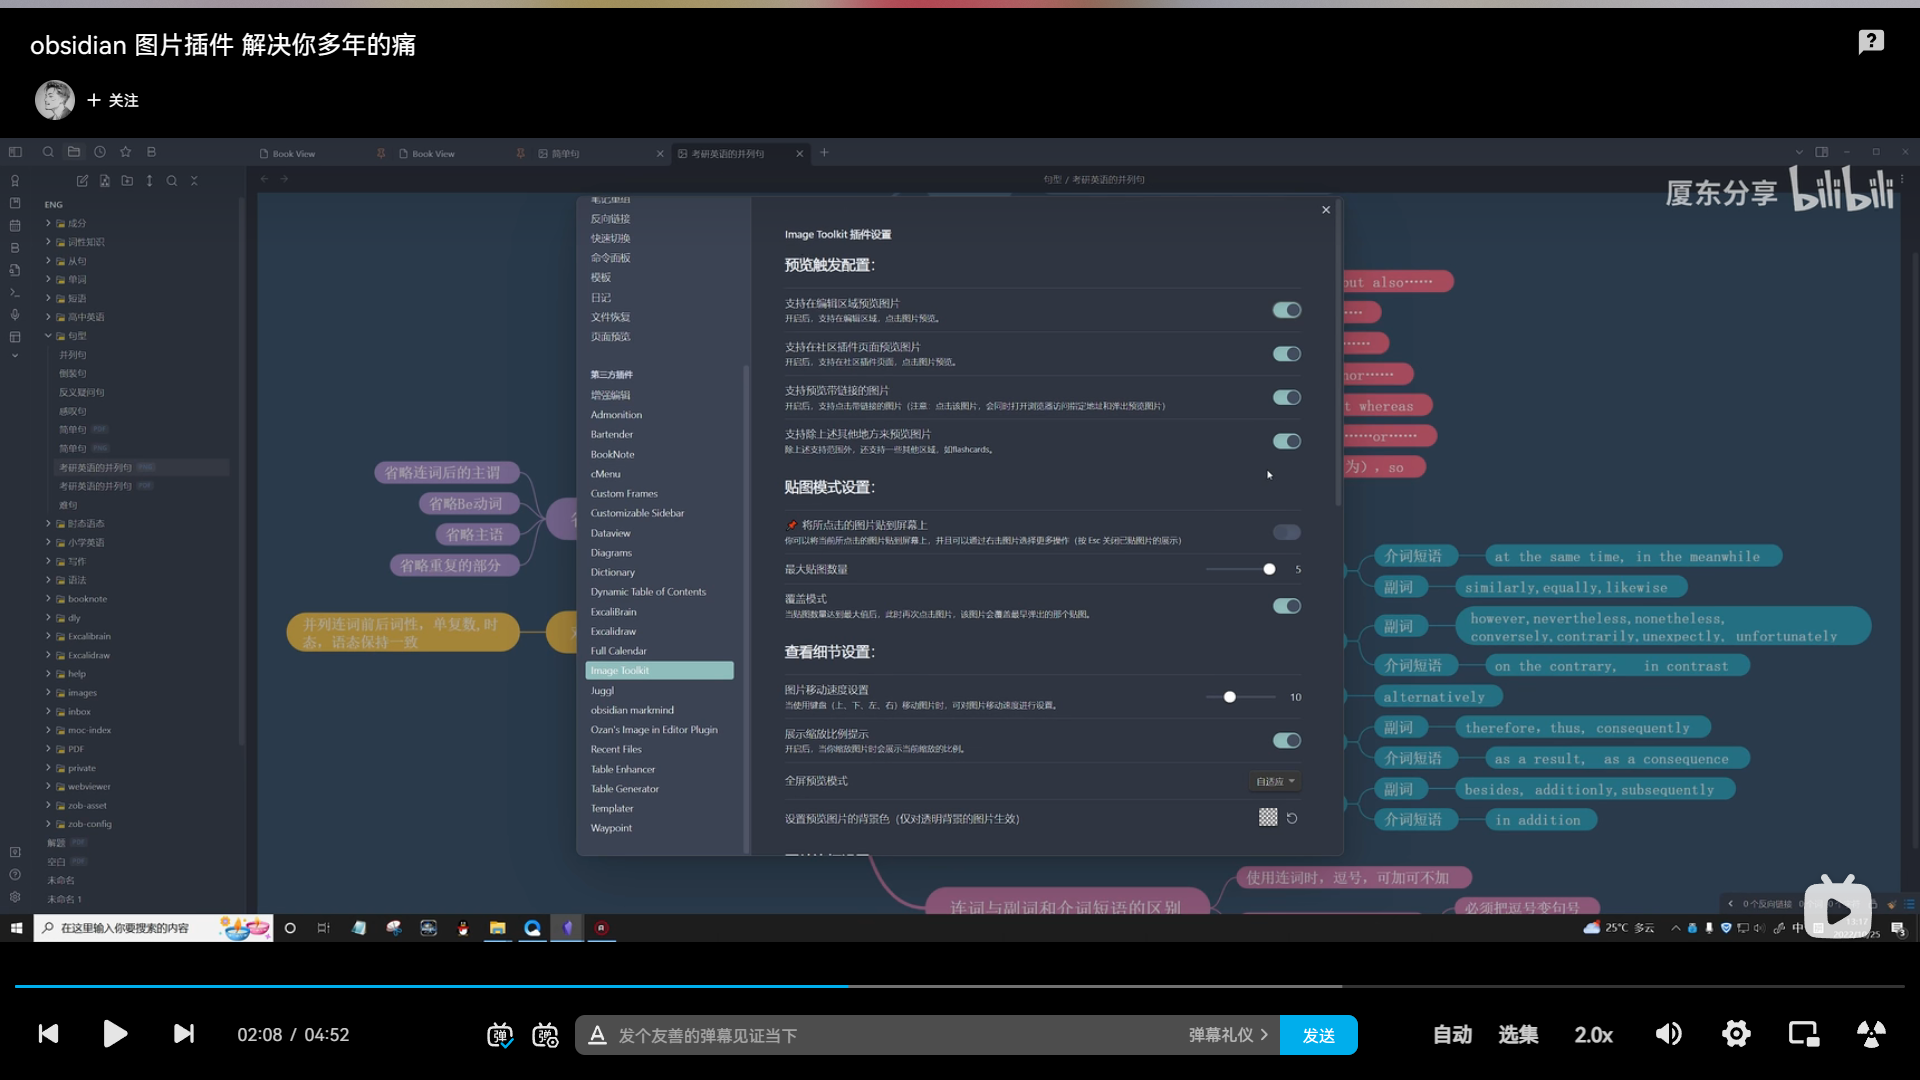 obsidian 图片插件 解决你多年的痛
+ 关注
Book View
Book View
简单句
考研英语的并列句
句型 / 考研英语的并列句
厦东分享 bilibili
ENG
成分
词性知识
从句
单词
短语
高中英语
句型
并列句
倒装句
反义疑问句
感叹句
简单句 PDF
简单句 PNG
考研英语的并列句 PNG
考研英语的并列句 PDF
难句
时态语态
小学英语
写作
语法
booknote
dly
Excalibrain
Excalidraw
help
images
inbox
moc-index
PDF
private
webviewer
zob-asset
zob-config
解题 PDF
空白 PDF
未命名
未命名 1
省略连词后的主谓
省略Be动词
省略主语
省略重复的部分
并列连词前后词性，单复数,时
态，语态保持一致
笔记重组
反向链接
快速切换
命令面板
模板
日记
文件恢复
页面预览
第三方插件
增强编辑
Admonition
Bartender
BookNote
cMenu
Custom Frames
Customizable Sidebar
Dataview
Diagrams
Dictionary
Dynamic Table of Contents
ExcaliBrain
Excalidraw
Full Calendar
Image Toolkit
Juggl
obsidian markmind
Ozan's Image in Editor Plugin
Recent Files
Table Enhancer
Table Generator
Templater
Waypoint
Image Toolkit 插件设置
预览触发配置：
支持在编辑区域预览图片
开启后，支持在编辑区域，点击图片预览。
支持在社区插件页面预览图片
开启后，支持在社区插件页面，点击图片预览。
支持预览带链接的图片
开启后，支持点击带链接的图片（注意：点击该图片，会同时打开浏览器访问指定地址和弹出预览图片）
支持除上述其他地方来预览图片
除上述支持范围外，还支持一些其他区域，如flashcards。
贴图模式设置：
📌 将所点击的图片贴到屏幕上
你可以将当前所点击的图片贴到屏幕上，并且可以通过右击图片选择更多操作（按 Esc 关闭已贴图片的展示）
最大贴图数量 5
覆盖模式
当贴图数量达到最大值后，此时再次点击图片，该图片会覆盖最早弹出的那个贴图。
查看细节设置：
图片移动速度设置 10
当使用键盘（上、下、左、右）移动图片时，可对图片移动速度进行设置。
展示缩放比例提示
开启后，当你缩放图片时会展示当前缩放的比例。
全屏预览模式 自适应
设置预览图片的背景色（仅对透明背景的图片生效）
but also……
nor……
t whereas
……or……
为），so
介词短语 at the same time, in the meanwhile
副词 similarly,equally,likewise
副词 however,nevertheless,nonetheless,
conversely,contrarily,unexpectly, unfortunately
介词短语 on the contrary, in contrast
alternatively
副词 therefore, thus, consequently
介词短语 as a result, as a consequence
副词 besides, additionly,subsequently
介词短语 in addition
使用连词时，逗号，可加可不加
连词与副词和介词短语的区别
必须把逗号变句号
0 个反向链接
在这里输入你要搜索的内容
25°C 多云
中
02:08 / 04:52
弹
弹
A 发个友善的弹幕见证当下
弹幕礼仪 >
发送
自动
选集
2.0x